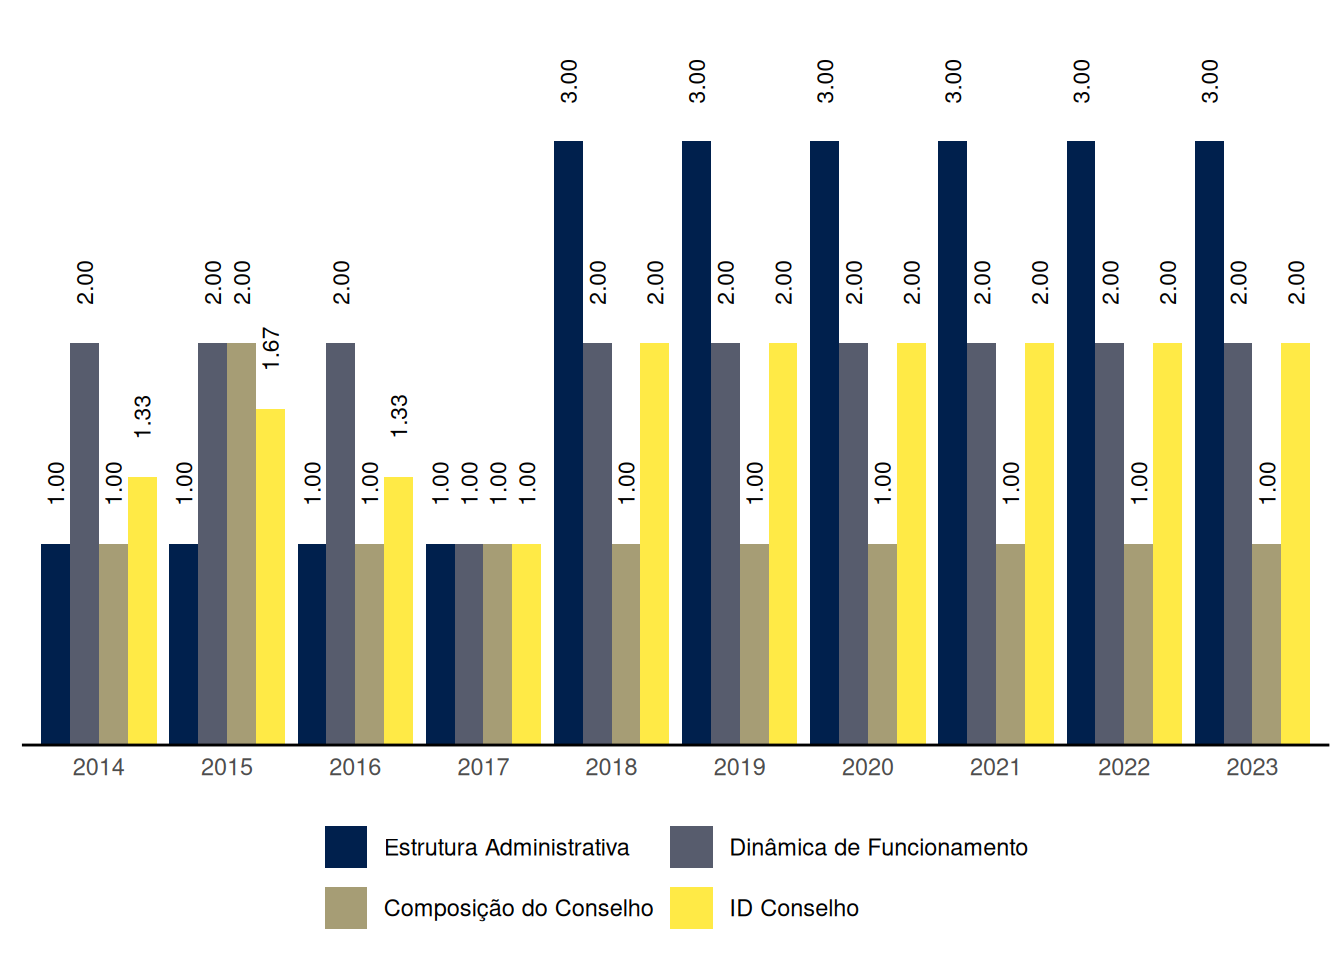 3.00 3.00 3.00 3.00 3.00 3.00
2.00 2.00 2.00 2.00 2.00 2.00 2.00 2.00 2.00 2.00 2.00 2.00 2.00 2.00 2.00 2.00
1.67
1.33 1.33
1.00 1.00 1.00 1.00 1.00 1.00 1.00 1.00 1.00 1.00 1.00 1.00 1.00 1.00 1.00
2014 2015 2016 2017 2018 2019 2020 2021 2022 2023
Estrutura Administrativa Dinâmica de Funcionamento
Composição do Conselho ID Conselho